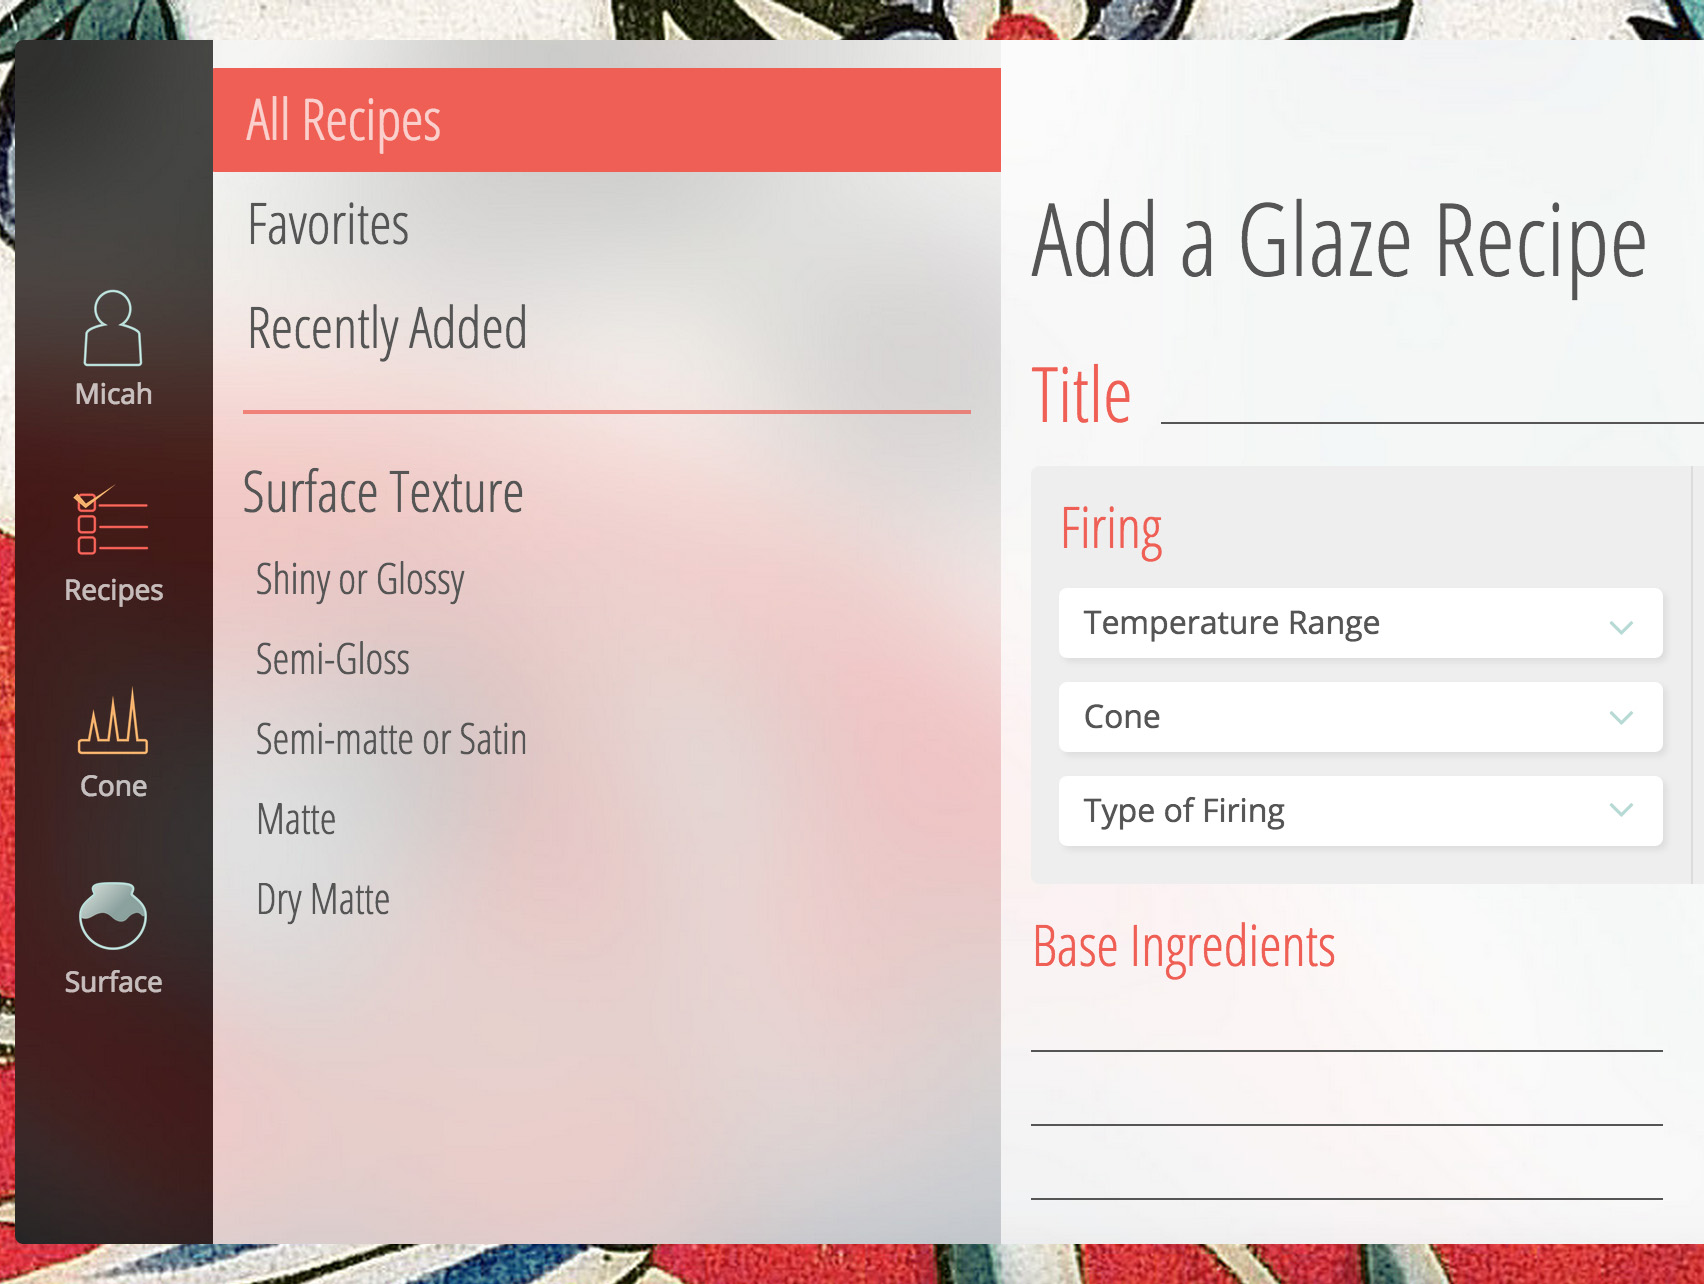 Micah
Recipes
Cone
Surface
All Recipes
Favorites
Recently Added
Surface Texture
Shiny or Glossy
Semi-Gloss
Semi-matte or Satin
Matte
Dry Matte
Add a Glaze Recipe
Title
Firing
Temperature Range
Cone
Type of Firing
Base Ingredients